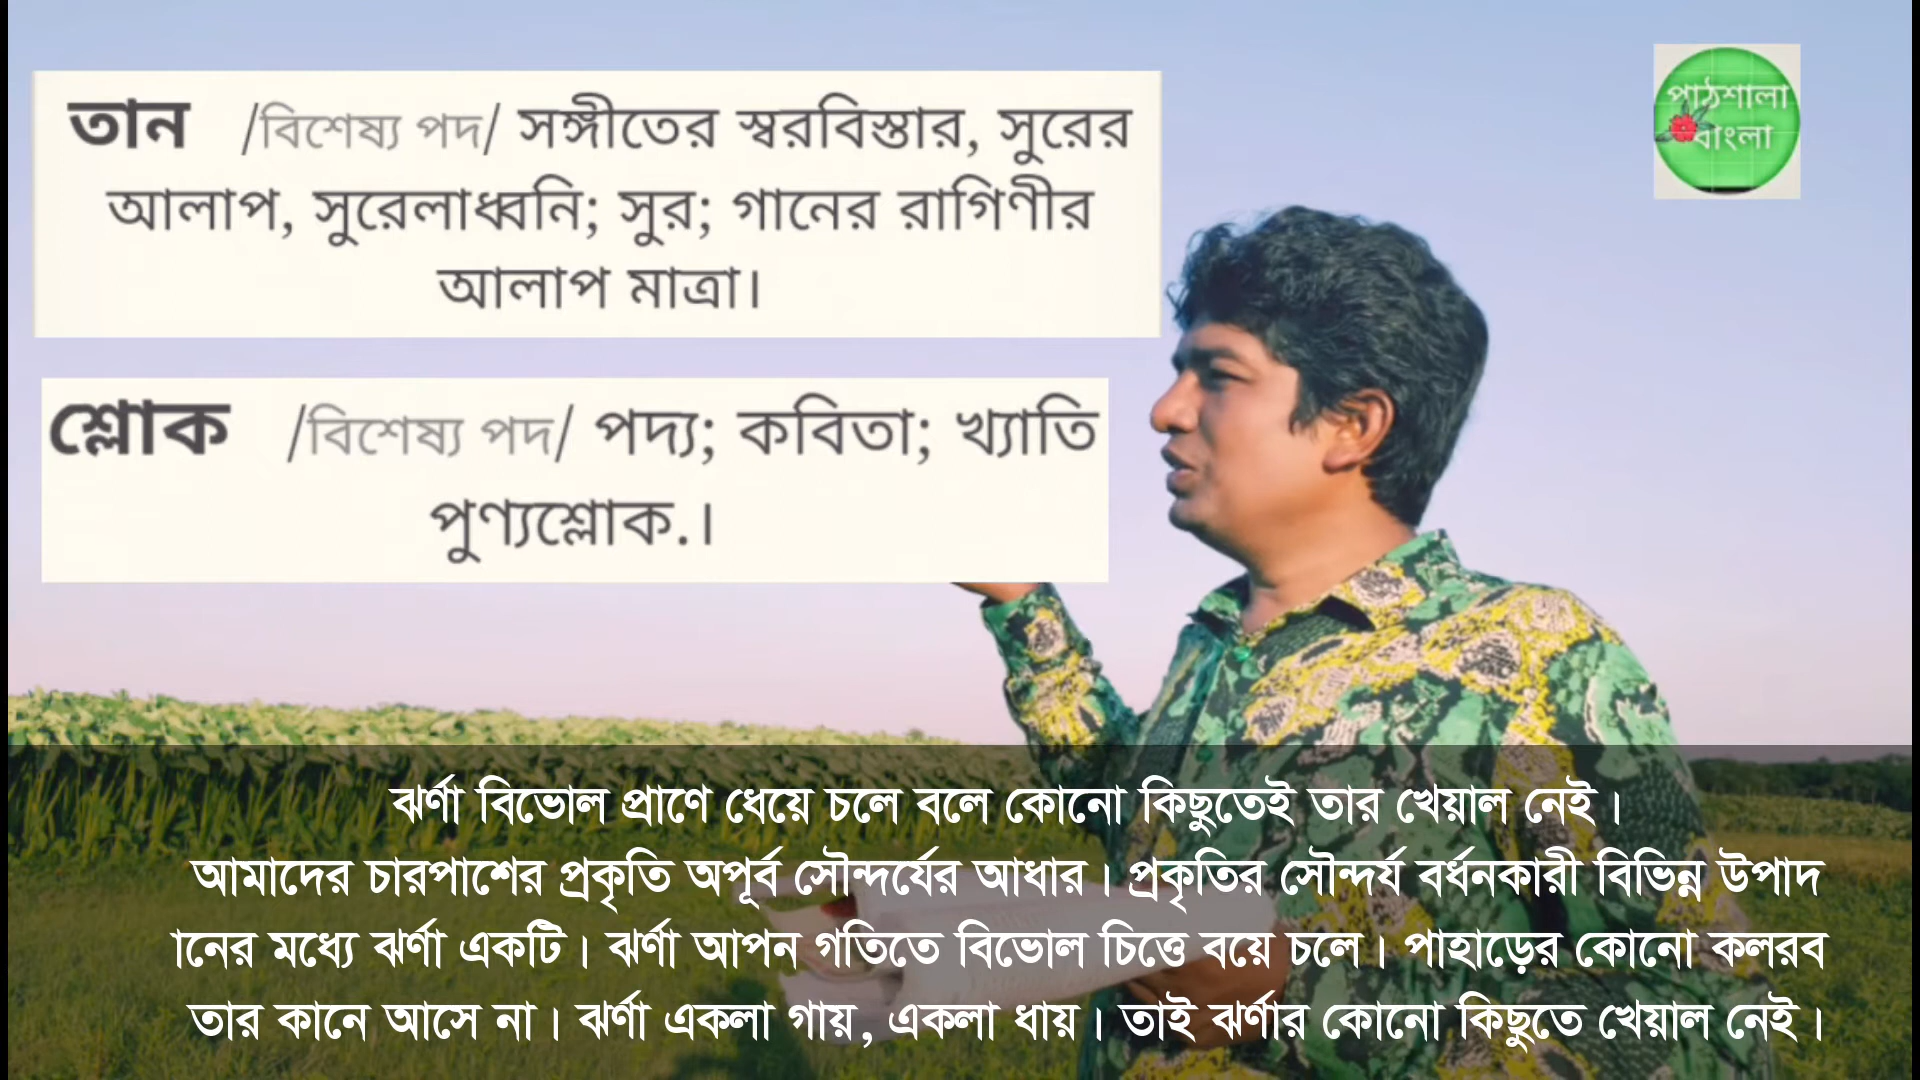 তান /বিশেষ্য পদ/ সঙ্গীতের স্বরবিস্তার, সুরের
আলাপ, সুরেলাধ্বনি; সুর; গানের রাগিণীর
আলাপ মাত্রা।
শ্লোক /বিশেষ্য পদ/ পদ্য; কবিতা; খ্যাতি
পুণ্যশ্লোক.।
পাঠশালা
বাংলা
ঝর্ণা বিভোল প্রাণে ধেয়ে চলে বলে কোনো কিছুতেই তার খেয়াল নেই।
আমাদের চারপাশের প্রকৃতি অপূর্ব সৌন্দর্যের আধার। প্রকৃতির সৌন্দর্য বর্ধনকারী বিভিন্ন উপাদ
ানের মধ্যে ঝর্ণা একটি। ঝর্ণা আপন গতিতে বিভোল চিত্তে বয়ে চলে। পাহাড়ের কোনো কলরব
তার কানে আসে না। ঝর্ণা একলা গায়, একলা ধায়। তাই ঝর্ণার কোনো কিছুতে খেয়াল নেই।